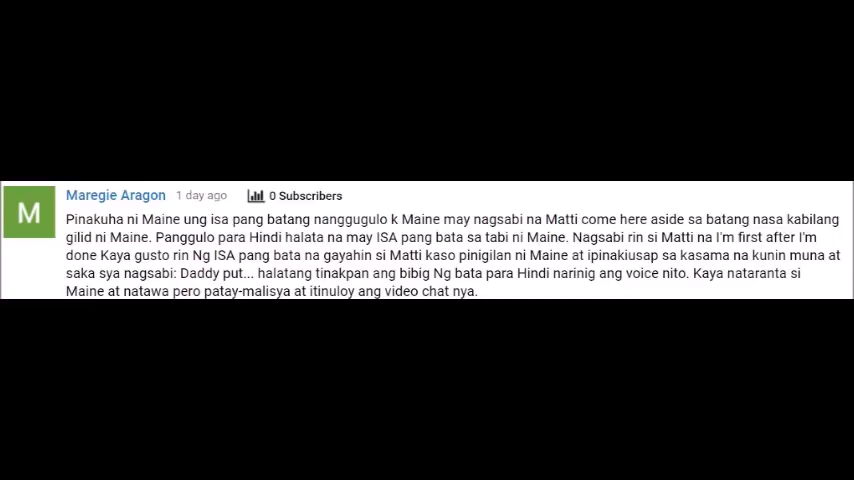 M
Maregie Aragon 1 day ago 0 Subscribers
Pinakuha ni Maine ung isa pang batang nanggugulo k Maine may nagsabi na Matti come here aside sa batang nasa kabilang
gilid ni Maine. Panggulo para Hindi halata na may ISA pang bata sa tabi ni Maine. Nagsabi rin si Matti na I'm first after I'm
done Kaya gusto rin Ng ISA pang bata na gayahin si Matti kaso pinigilan ni Maine at ipinakiusap sa kasama na kunin muna at
saka sya nagsabi: Daddy put... halatang tinakpan ang bibig Ng bata para Hindi narinig ang voice nito. Kaya nataranta si
Maine at natawa pero patay-malisya at itinuloy ang video chat nya.